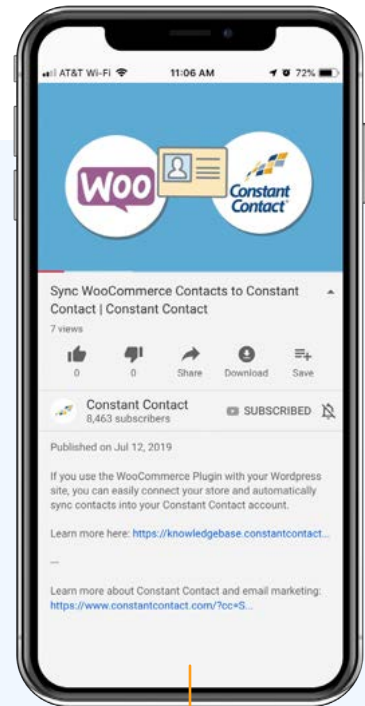 AT&T Wi-Fi 11:06 AM 72%
WOO
Constant
Contact
Sync WooCommerce Contacts to Constant
Contact | Constant Contact
7 views
0 0 Share Download Save
Constant Contact
8,463 subscribers
SUBSCRIBED
Published on Jul 12, 2019
If you use the WooCommerce Plugin with your Wordpress
site, you can easily connect your store and automatically
sync contacts into your Constant Contact account.
Learn more here: https://knowledgebase.constantcontact...
—
Learn more about Constant Contact and email marketing:
https://www.constantcontact.com/?cc=S...